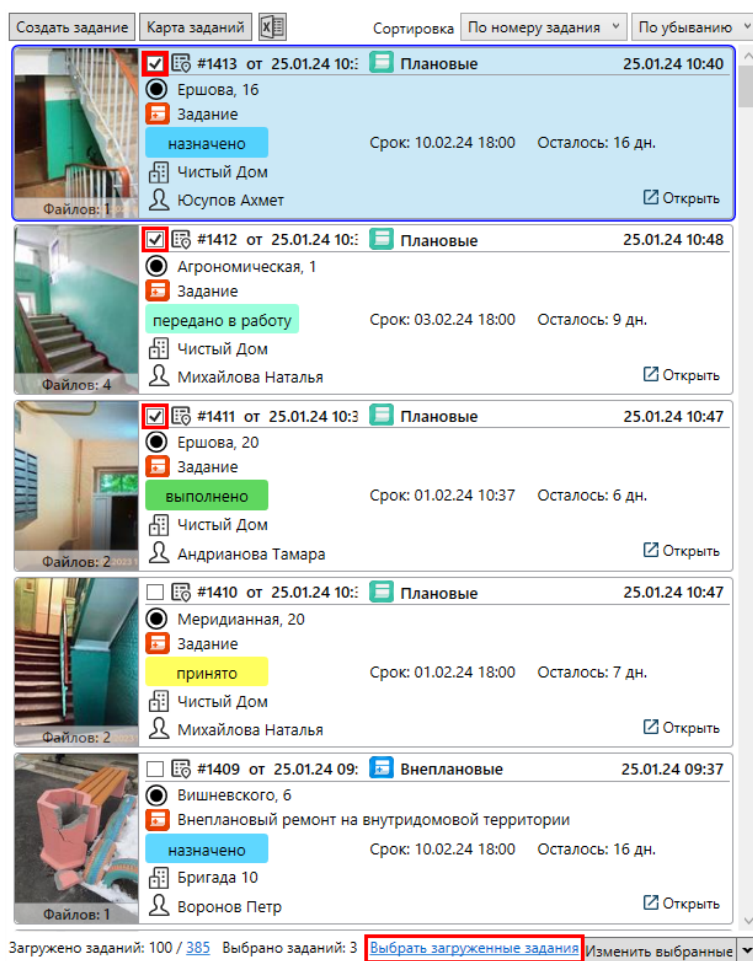 Создать задание Карта заданий Сортировка По номеру задания По убыванию
#1413 от 25.01.24 10: Плановые 25.01.24 10:40
Ершова, 16
Задание
назначено Срок: 10.02.24 18:00 Осталось: 16 дн.
Чистый Дом
Файлов: 1 Юсупов Ахмет Открыть
#1412 от 25.01.24 10: Плановые 25.01.24 10:48
Агрономическая, 1
Задание
передано в работу Срок: 03.02.24 18:00 Осталось: 9 дн.
Чистый Дом
Файлов: 4 Михайлова Наталья Открыть
#1411 от 25.01.24 10:3 Плановые 25.01.24 10:47
Ершова, 20
Задание
выполнено Срок: 01.02.24 10:37 Осталось: 6 дн.
Чистый Дом
Файлов: 2 Андрианова Тамара Открыть
#1410 от 25.01.24 10: Плановые 25.01.24 10:47
Меридианная, 20
Задание
принято Срок: 01.02.24 18:00 Осталось: 7 дн.
Чистый Дом
Файлов: 2 Михайлова Наталья Открыть
#1409 от 25.01.24 09: Внеплановые 25.01.24 09:37
Вишневского, 6
Внеплановый ремонт на внутридомовой территории
назначено Срок: 10.02.24 18:00 Осталось: 16 дн.
Бригада 10
Файлов: 1 Воронов Петр Открыть
Загружено заданий: 100 / 385 Выбрано заданий: 3 Выбрать загруженные задания Изменить выбранные